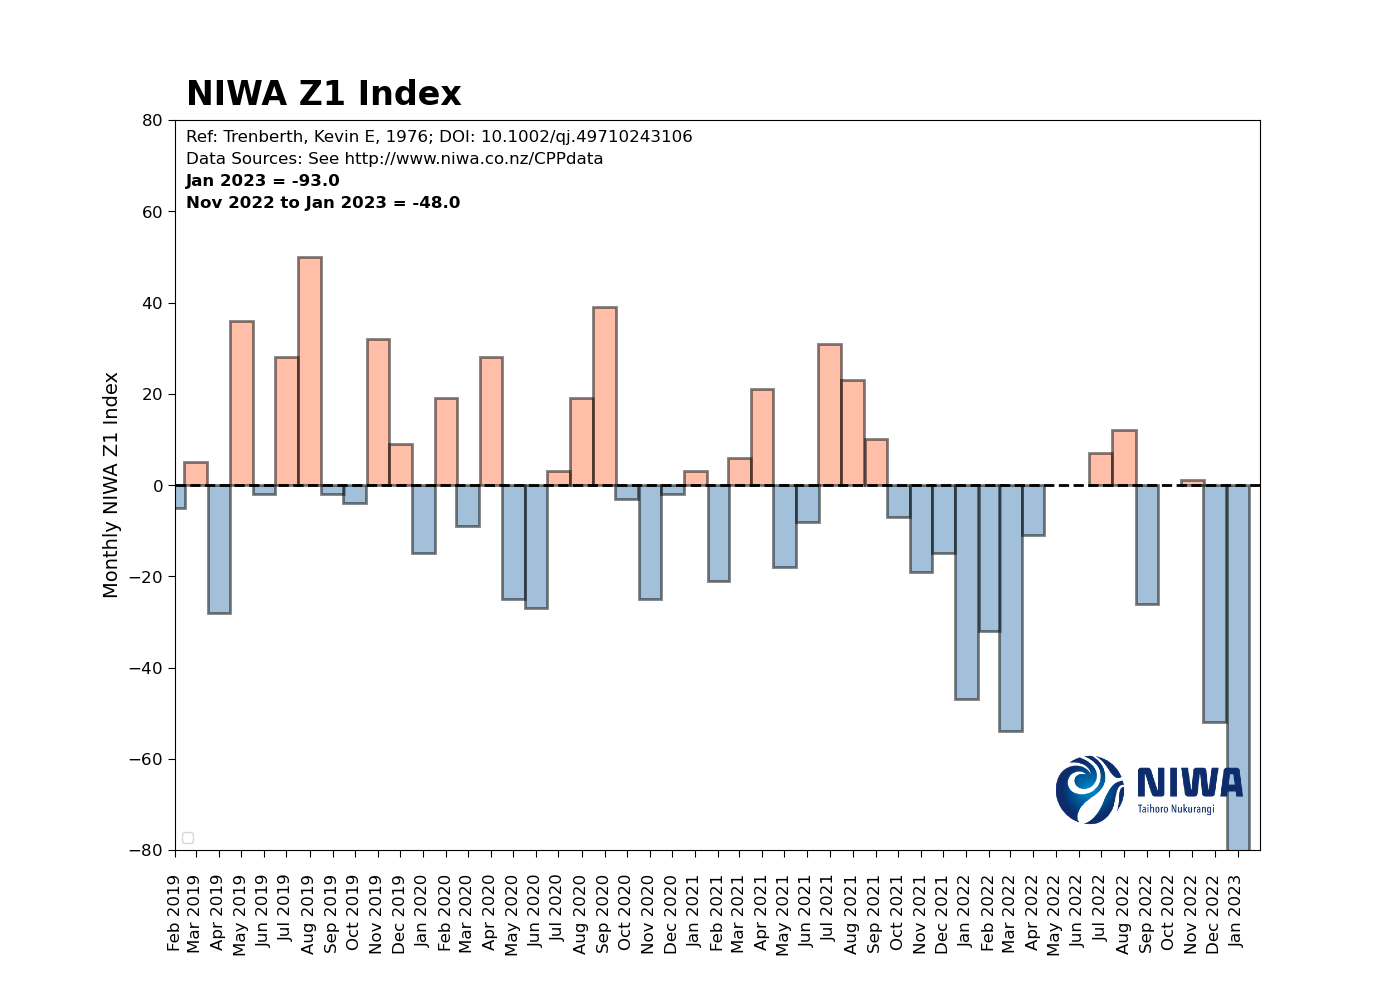 NIWA Z1 Index
Ref: Trenberth, Kevin E, 1976; DOI: 10.1002/qj.49710243106
Data Sources: See http://www.niwa.co.nz/CPPdata
Jan 2023 = -93.0
Nov 2022 to Jan 2023 = -48.0
Monthly NIWA Z1 Index
80
60
40
20
0
−20
−40
−60
−80
NIWA
Taihoro Nukurangi
Feb 2019
Mar 2019
Apr 2019
May 2019
Jun 2019
Jul 2019
Aug 2019
Sep 2019
Oct 2019
Nov 2019
Dec 2019
Jan 2020
Feb 2020
Mar 2020
Apr 2020
May 2020
Jun 2020
Jul 2020
Aug 2020
Sep 2020
Oct 2020
Nov 2020
Dec 2020
Jan 2021
Feb 2021
Mar 2021
Apr 2021
May 2021
Jun 2021
Jul 2021
Aug 2021
Sep 2021
Oct 2021
Nov 2021
Dec 2021
Jan 2022
Feb 2022
Mar 2022
Apr 2022
May 2022
Jun 2022
Jul 2022
Aug 2022
Sep 2022
Oct 2022
Nov 2022
Dec 2022
Jan 2023